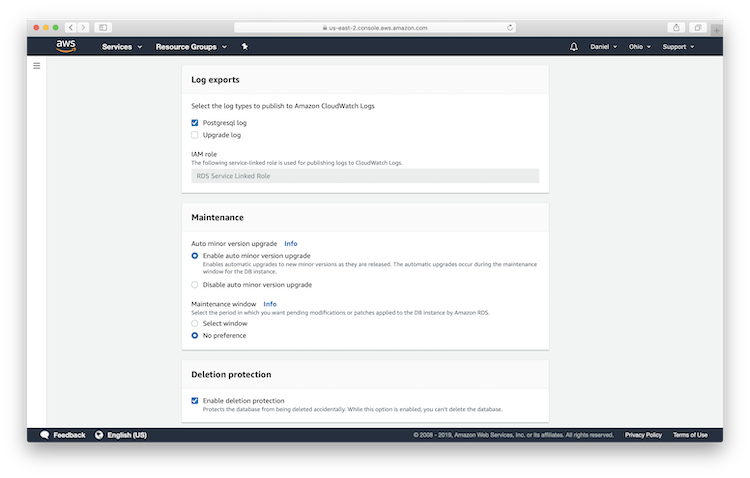 us-east-2.console.aws.amazon.com
aws
Services
Resource Groups
Daniel
Ohio
Support
Log exports
Select the log types to publish to Amazon CloudWatch Logs
Postgresql log
Upgrade log
IAM role
The following service-linked role is used for publishing logs to CloudWatch Logs.
RDS Service Linked Role
Maintenance
Auto minor version upgrade Info
Enable auto minor version upgrade
Enables automatic upgrades to new minor versions as they are released. The automatic upgrades occur during the maintenance
window for the DB instance.
Disable auto minor version upgrade
Maintenance window Info
Select the period in which you want pending modifications or patches applied to the DB instance by Amazon RDS.
Select window
No preference
Deletion protection
Enable deletion protection
Protects the database from being deleted accidentally. While this option is enabled, you can't delete the database.
Feedback
English (US)
© 2008 - 2019, Amazon Web Services, Inc. or its affiliates. All rights reserved.
Privacy Policy
Terms of Use